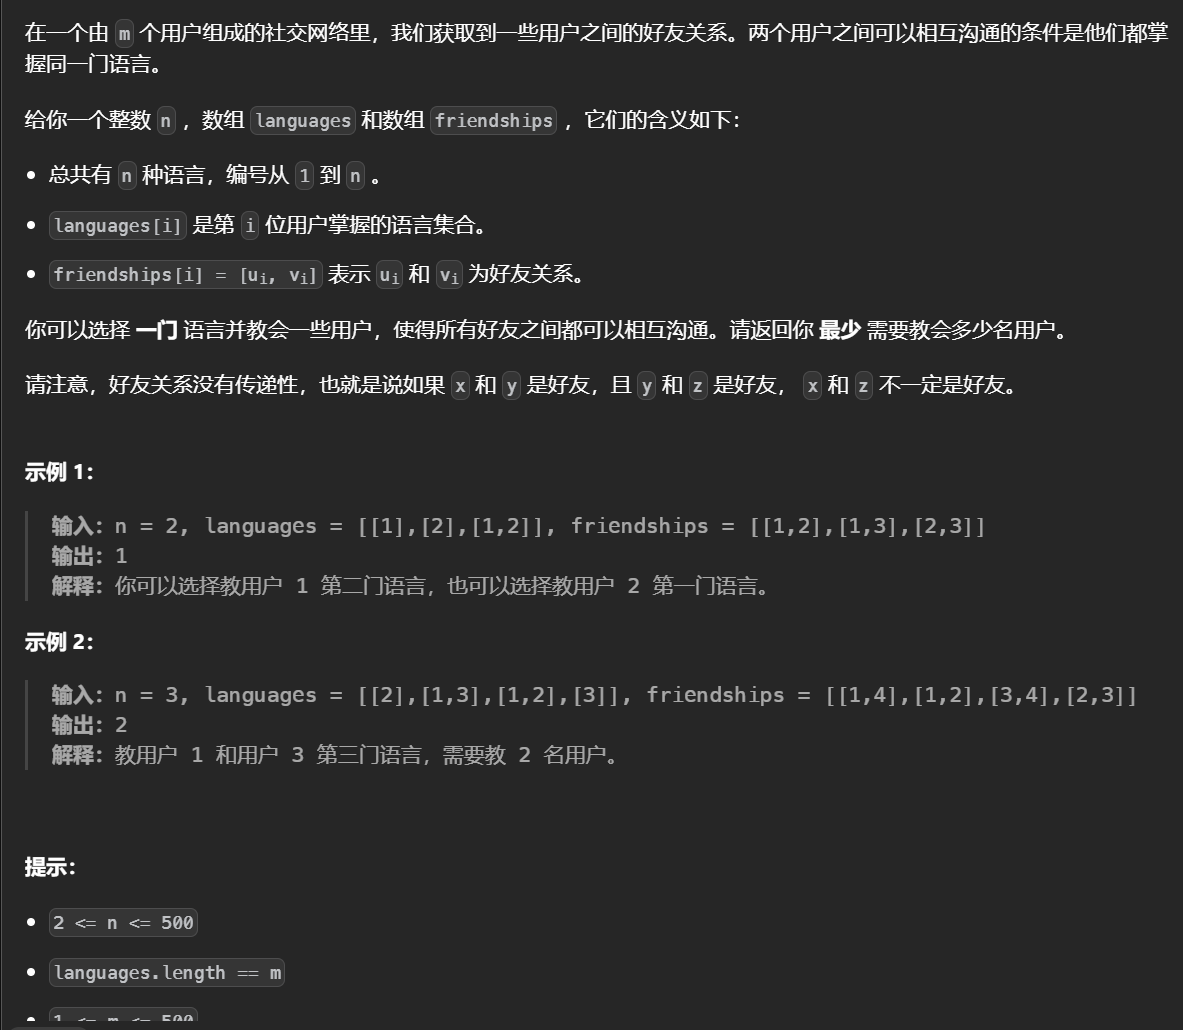 在一个由 m 个用户组成的社交网络里，我们获取到一些用户之间的好友关系。两个用户之间可以相互沟通的条件是他们都掌
握同一门语言。
给你一个整数 n ，数组 languages 和数组 friendships ，它们的含义如下：
• 总共有 n 种语言，编号从 1 到 n 。
• languages[i] 是第 i 位用户掌握的语言集合。
• friendships[i] = [uᵢ, vᵢ] 表示 uᵢ 和 vᵢ 为好友关系。
你可以选择 一门 语言并教会一些用户，使得所有好友之间都可以相互沟通。请返回你 最少 需要教会多少名用户。
请注意，好友关系没有传递性，也就是说如果 x 和 y 是好友，且 y 和 z 是好友， x 和 z 不一定是好友。
示例 1：
输入：n = 2, languages = [[1],[2],[1,2]], friendships = [[1,2],[1,3],[2,3]]
输出：1
解释：你可以选择教用户 1 第二门语言，也可以选择教用户 2 第一门语言。
示例 2：
输入：n = 3, languages = [[2],[1,3],[1,2],[3]], friendships = [[1,4],[1,2],[3,4],[2,3]]
输出：2
解释：教用户 1 和用户 3 第三门语言，需要教 2 名用户。
提示：
• 2 <= n <= 500
• languages.length == m
• 1 <= m <= 500